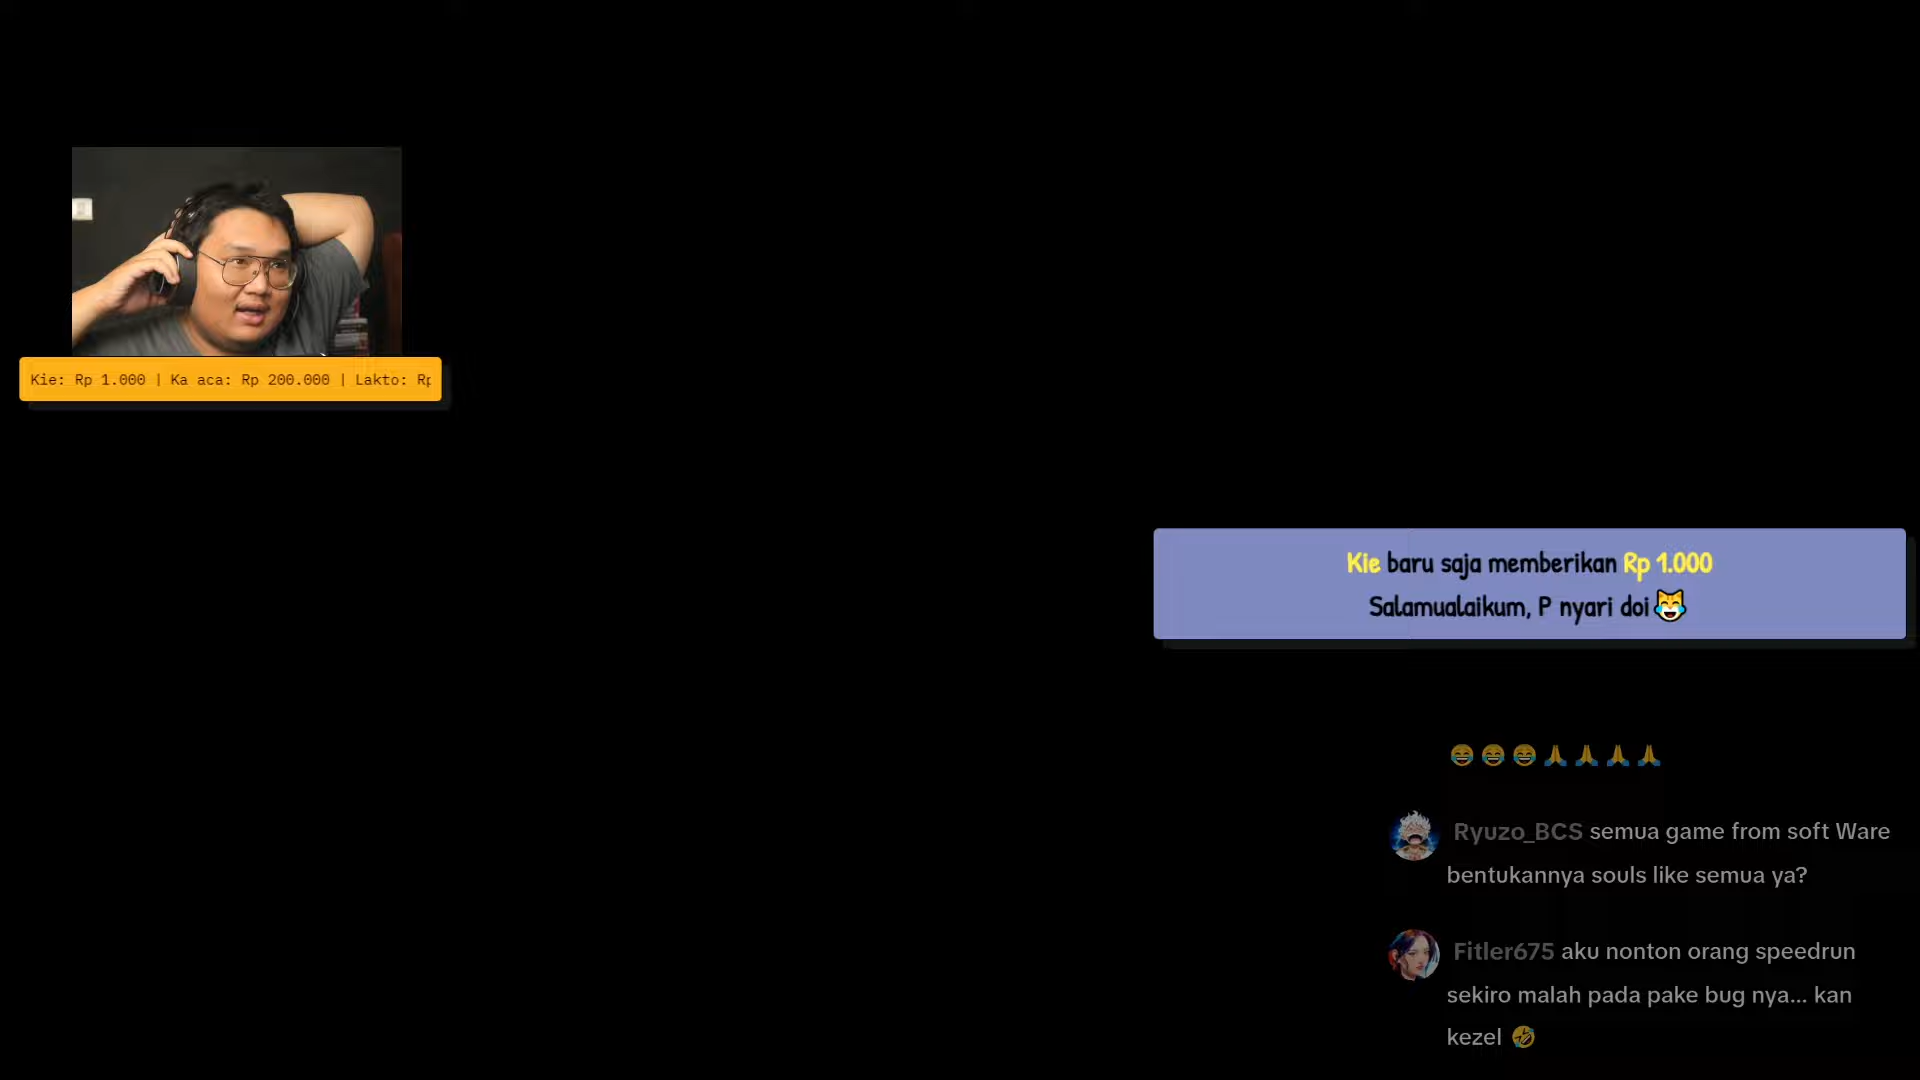 Kie: Rp 1.000 | Ka aca: Rp 200.000 | Lakto: Rp
Kie baru saja memberikan Rp 1.000
Salamualaikum, P nyari doi😹
😂😂😂🙏🙏🙏🙏
Ryuzo_BCS semua game from soft Ware
bentukannya souls like semua ya?
Fitler675 aku nonton orang speedrun
sekiro malah pada pake bug nya... kan
kezel 🤣